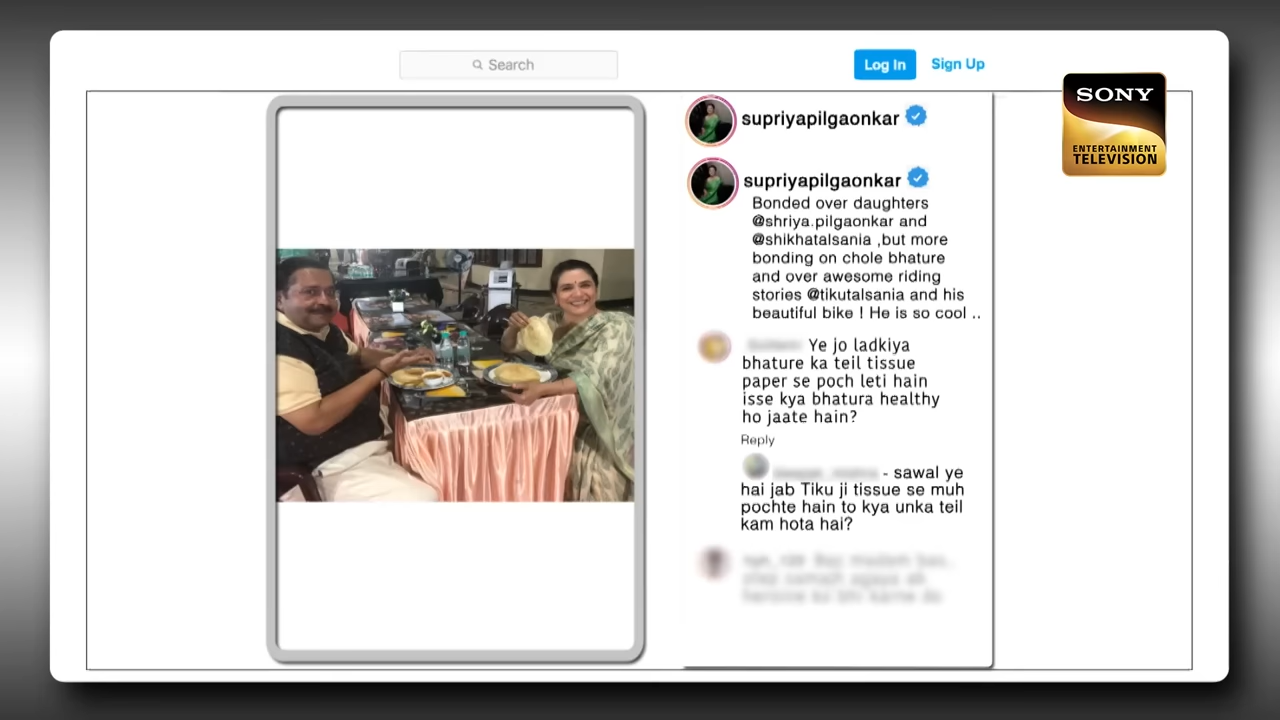 Search
Log In
Sign Up
SONY
ENTERTAINMENT
TELEVISION
supriyapilgaonkar
supriyapilgaonkar
Bonded over daughters
@shriya.pilgaonkar and
@shikhatalsania ,but more
bonding on chole bhature
and over awesome riding
stories @tikutalsania and his
beautiful bike ! He is so cool ..
Ye jo ladkiya
bhature ka teil tissue
paper se poch leti hain
isse kya bhatura healthy
ho jaate hain?
Reply
- sawal ye
hai jab Tiku ji tissue se muh
pochte hain to kya unka teil
kam hota hai?